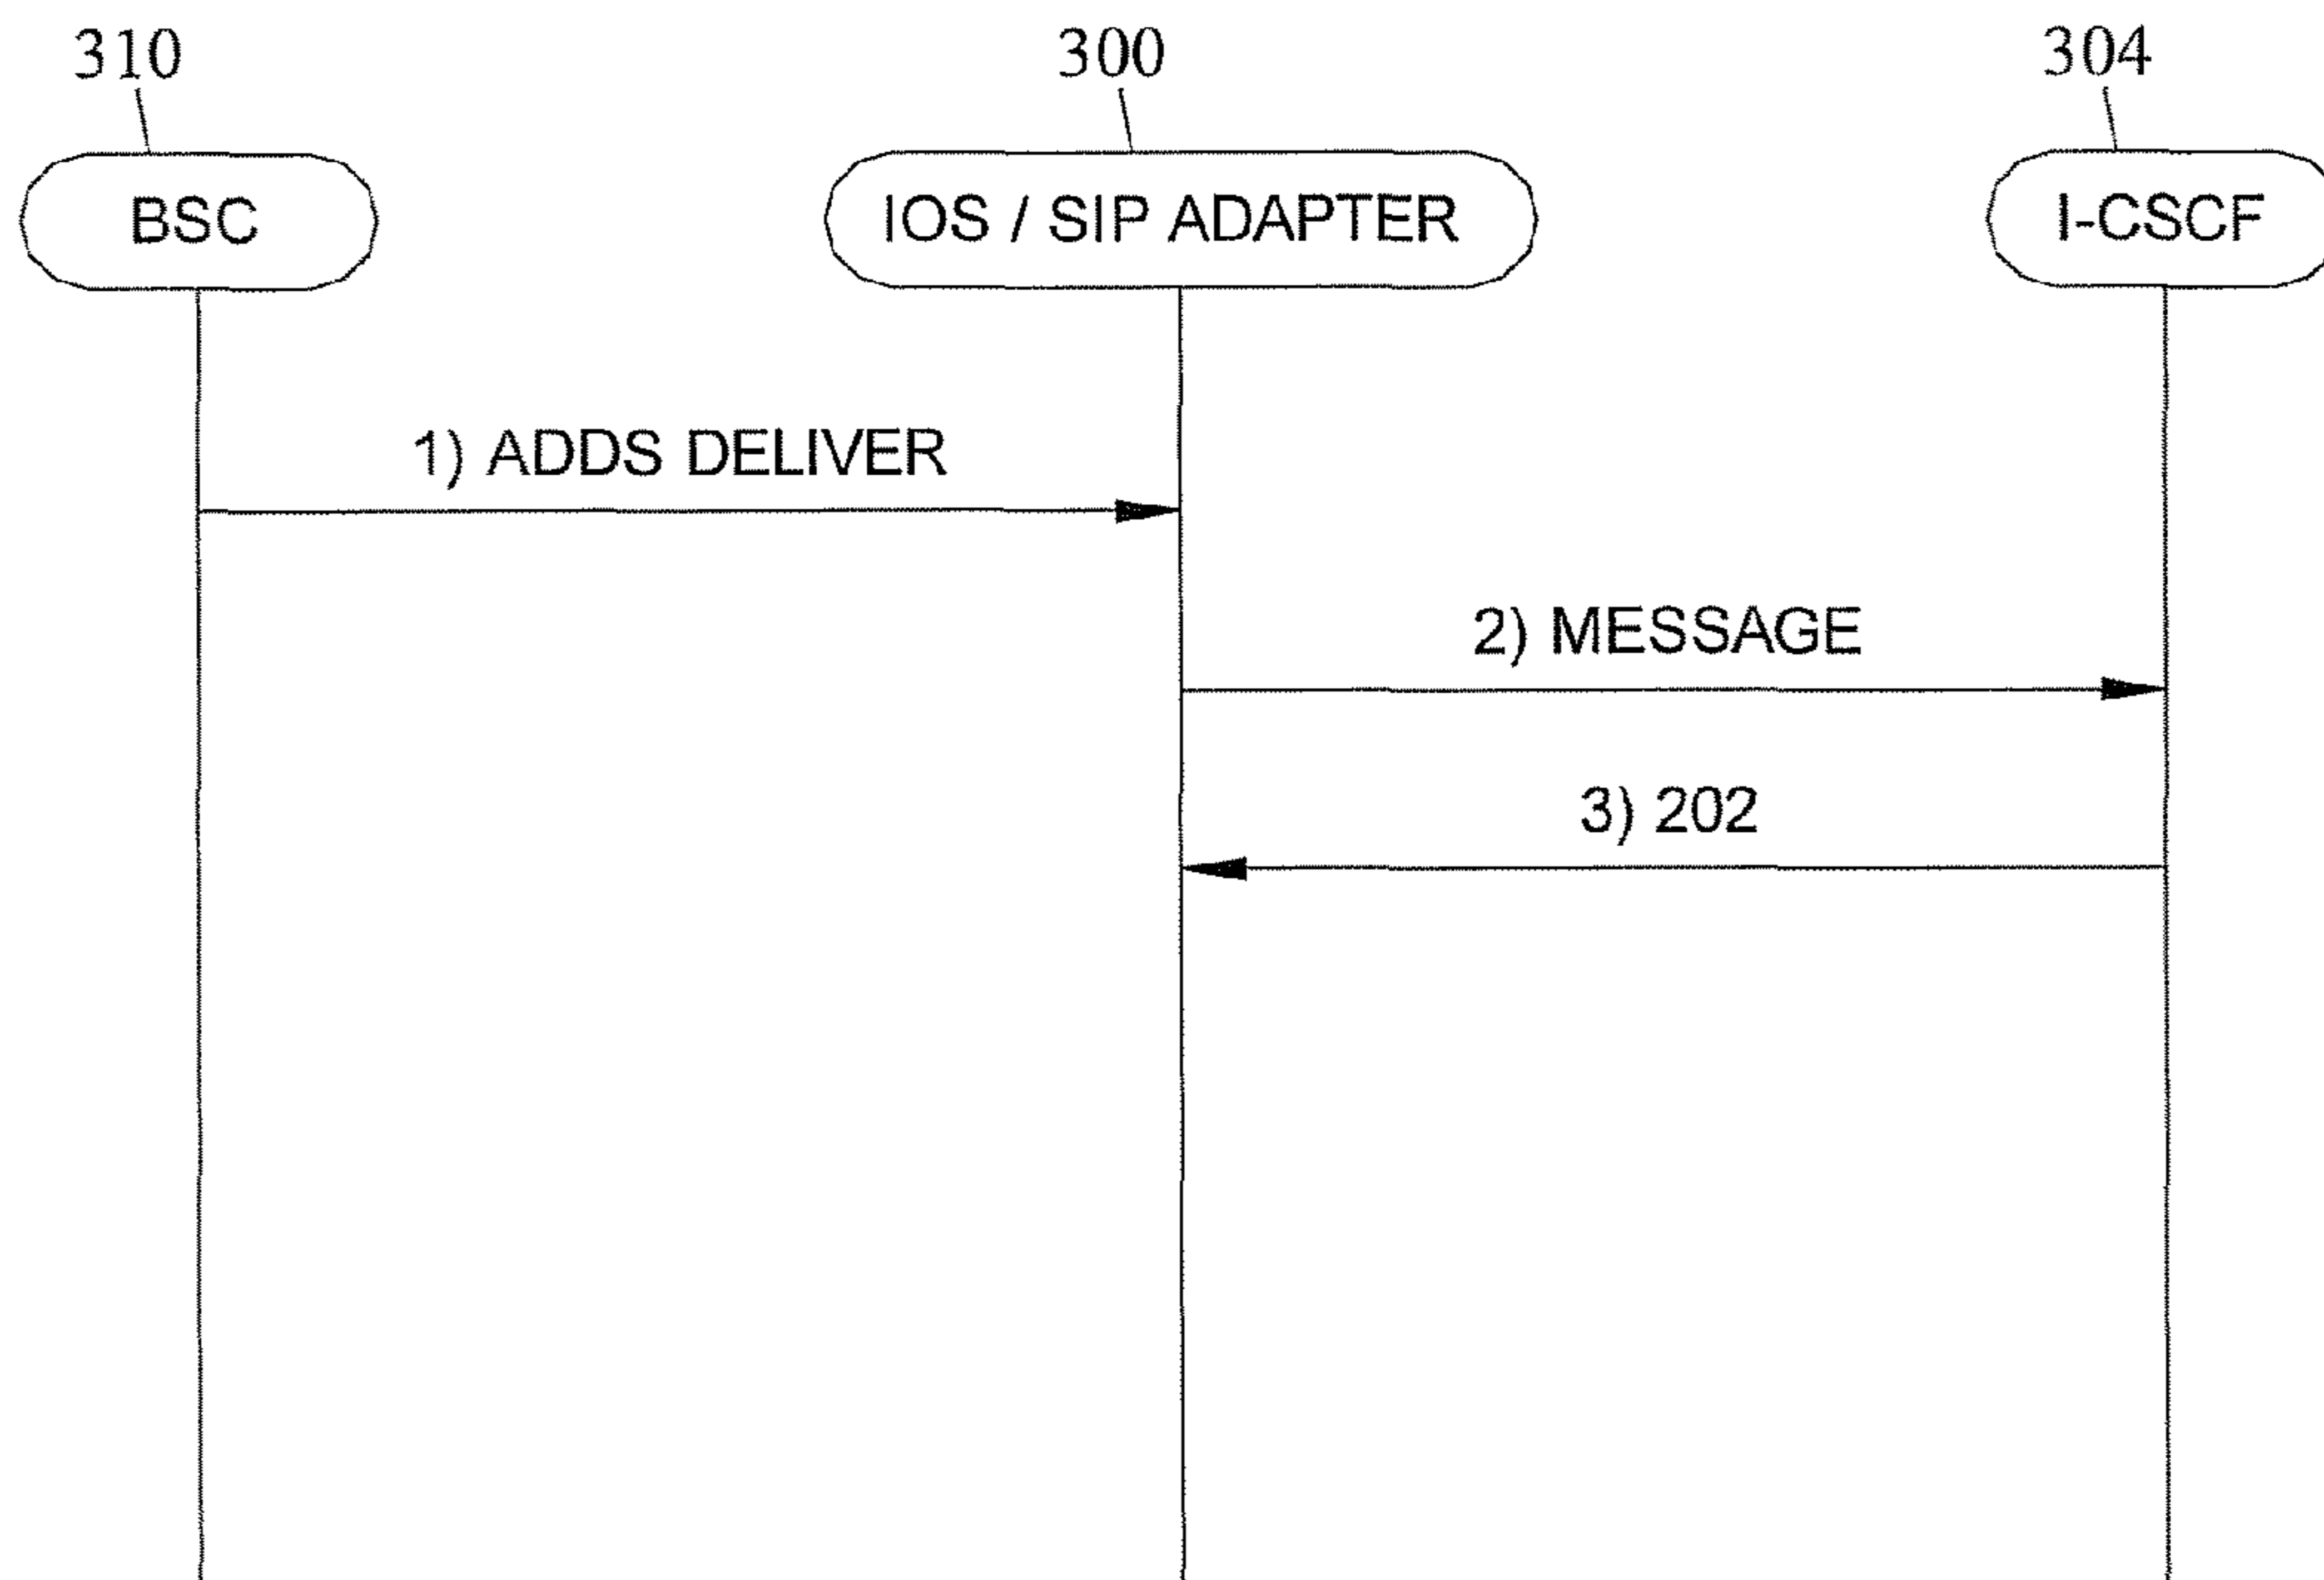 310
300
304
BSC
IOS / SIP ADAPTER
I-CSCF
1) ADDS DELIVER
2) MESSAGE
3) 202